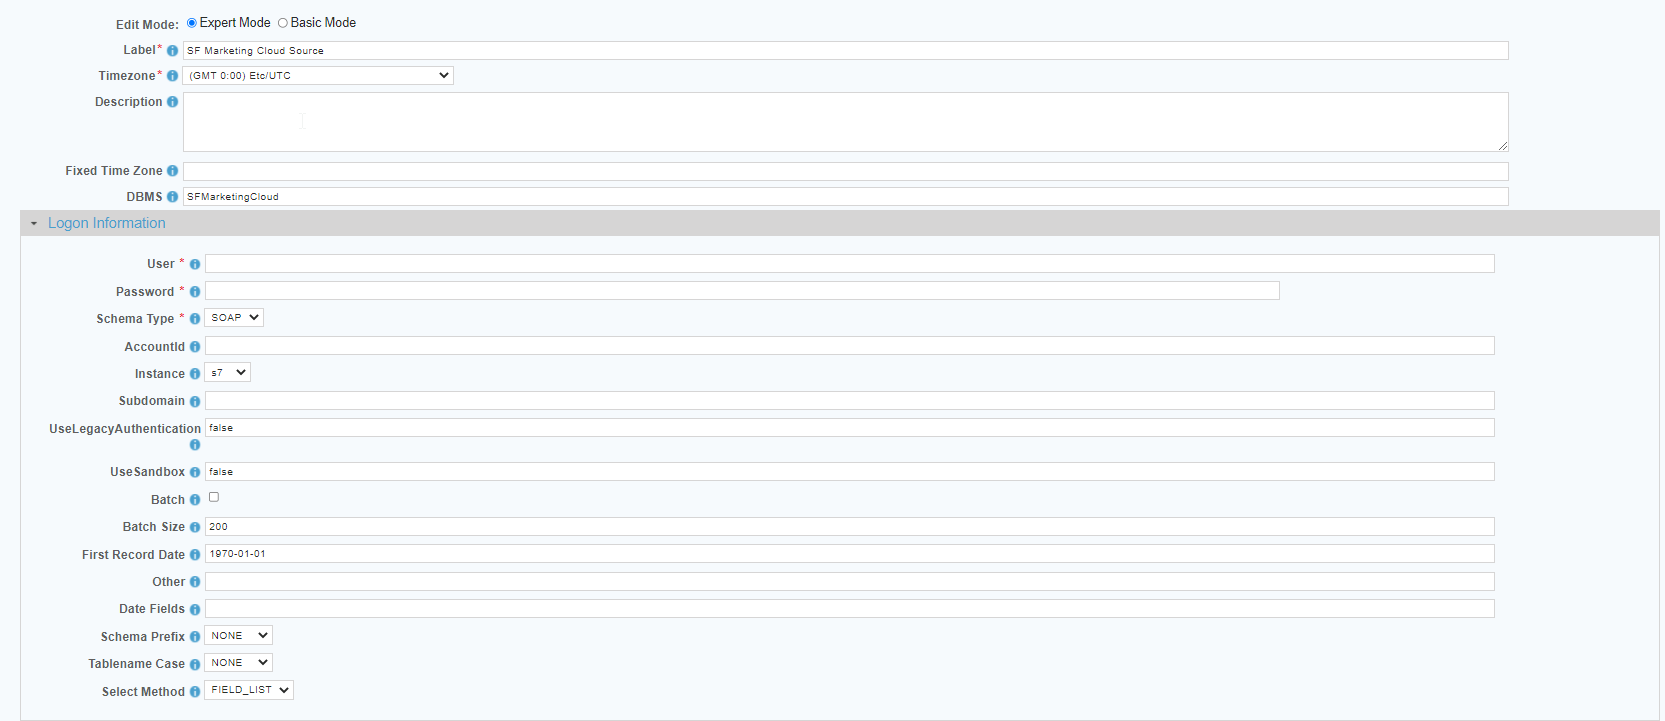 Edit Mode: Expert Mode Basic Mode
Label* SF Marketing Cloud Source
Timezone* (GMT 0:00) Etc/UTC
Description
Fixed Time Zone
DBMS SFMarketingCloud
Logon Information
User *
Password *
Schema Type * SOAP
AccountId
Instance s7
Subdomain
UseLegacyAuthentication false
UseSandbox false
Batch
Batch Size 200
First Record Date 1970-01-01
Other
Date Fields
Schema Prefix NONE
Tablename Case NONE
Select Method FIELD_LIST